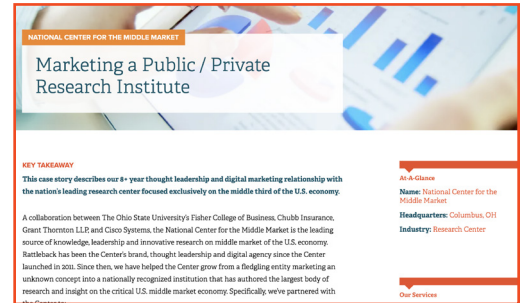 NATIONAL CENTER FOR THE MIDDLE MARKET
Marketing a Public / Private
Research Institute
KEY TAKEAWAY
This case story describes our 8+ year thought leadership and digital marketing relationship with
the nation's leading research center focused exclusively on the middle third of the U.S. economy.
A collaboration between The Ohio State University's Fisher College of Business, Chubb Insurance,
Grant Thornton LLP, and Cisco Systems, the National Center for the Middle Market is the leading
source of knowledge, leadership and innovative research on middle market of the U.S. economy.
Rattleback has been the Center's brand, thought leadership and digital agency since the Center
launched in 2011. Since then, we have helped the Center grow from a fledgling entity marketing an
unknown concept into a nationally recognized institution that has authored the largest body of
research and insight on the critical U.S. middle market economy. Specifically, we've partnered with
the Center to:
At-A-Glance
Name: National Center for the
Middle Market
Headquarters: Columbus, OH
Industry: Research Center
Our Services